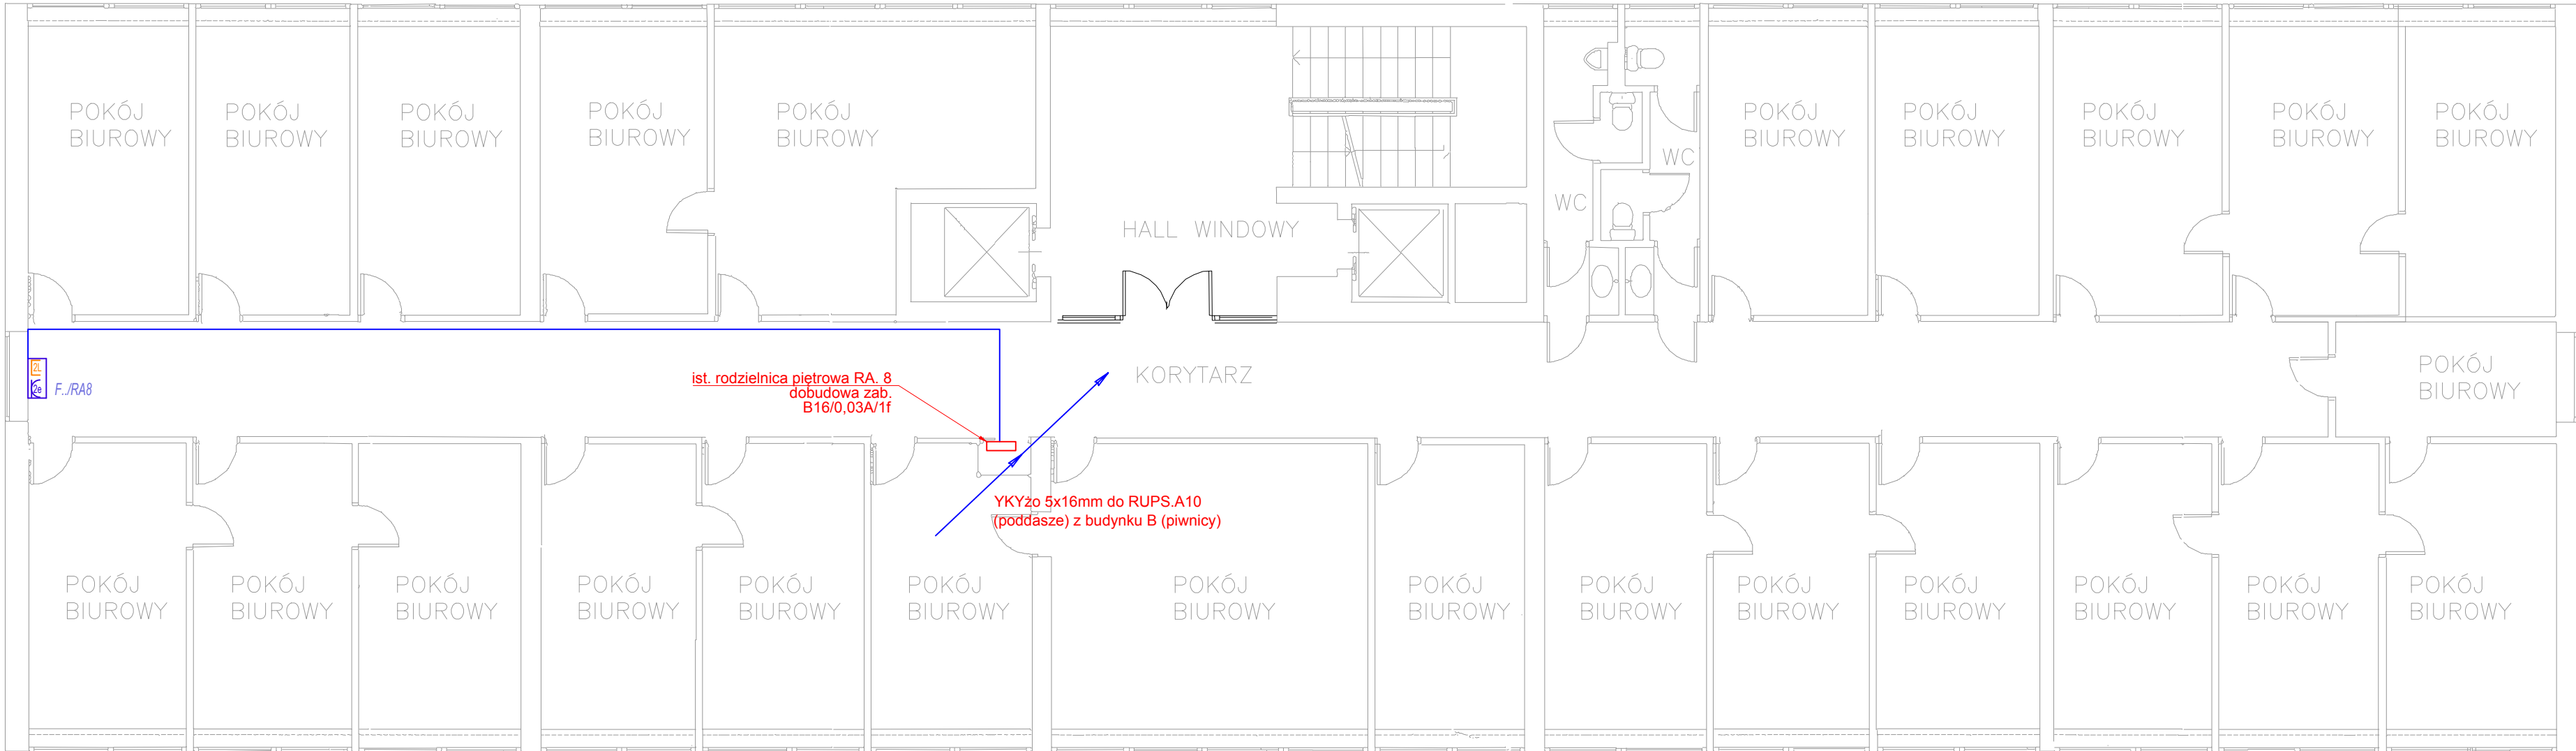 POKÓJ
BIUROWY
POKÓJ
BIUROWY
POKÓJ
BIUROWY
POKÓJ
BIUROWY
POKÓJ
BIUROWY
POKÓJ
BIUROWY
POKÓJ
BIUROWY
POKÓJ
BIUROWY
POKÓJ
BIUROWY
POKÓJ
BIUROWY
WC
WC
HALL WINDOWY
2L
2e
F../RA8
ist. rodzielnica piętrowa RA. 8
dobudowa zab.
B16/0,03A/1f
KORYTARZ
POKÓJ
BIUROWY
YKYżo 5x16mm do RUPS.A10
(poddasze) z budynku B (piwnicy)
POKÓJ
BIUROWY
POKÓJ
BIUROWY
POKÓJ
BIUROWY
POKÓJ
BIUROWY
POKÓJ
BIUROWY
POKÓJ
BIUROWY
POKÓJ
BIUROWY
POKÓJ
BIUROWY
POKÓJ
BIUROWY
POKÓJ
BIUROWY
POKÓJ
BIUROWY
POKÓJ
BIUROWY
POKÓJ
BIUROWY
POKÓJ
BIUROWY